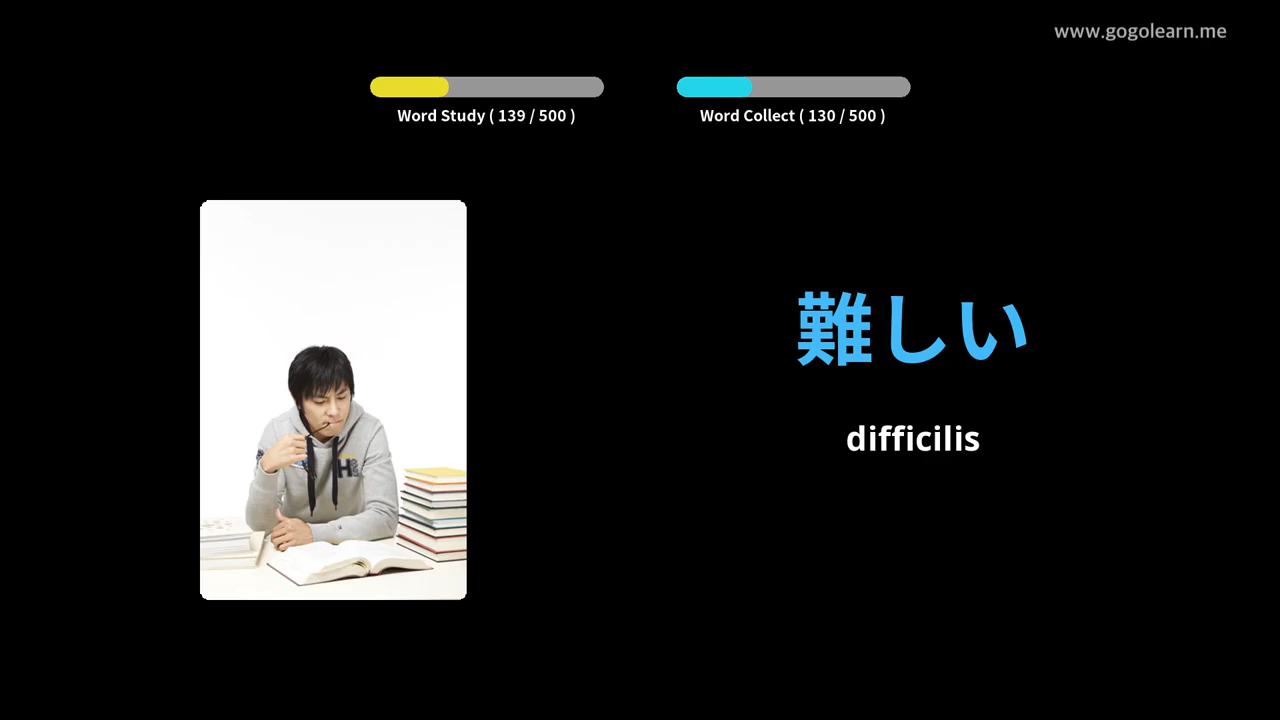 www.gogolearn.me
Word Study ( 139 / 500 )
Word Collect ( 130 / 500 )
難しい
difficilis
H